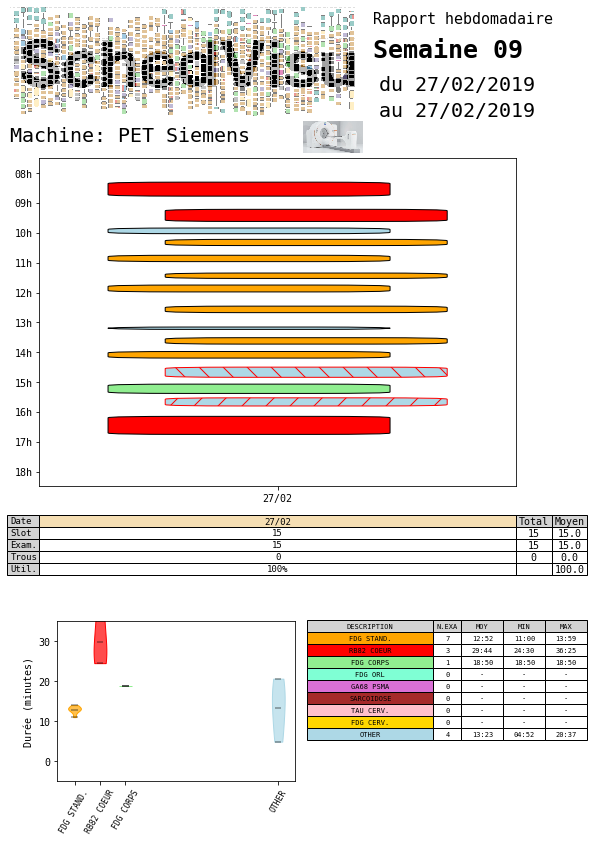 SchedVisu
Rapport hebdomadaire
Semaine 09
du 27/02/2019
au 27/02/2019
Machine: PET Siemens
08h
09h
10h
11h
12h
13h
14h
15h
16h
17h
18h
27/02
Date 27/02 Total Moyen
Slot 15 15 15.0
Exam. 15 15 15.0
Trous 0 0 0.0
Util. 100% 100.0
Durée (minutes)
30
20
10
0
FDG STAND.
RB82 COEUR
FDG CORPS
OTHER
DESCRIPTION N.EXA MOY MIN MAX
FDG STAND. 7 12:52 11:00 13:59
RB82 COEUR 3 29:44 24:30 36:25
FDG CORPS 1 18:50 18:50 18:50
FDG ORL 0 - - -
GA68 PSMA 0 - - -
SARCOIDOSE 0 - - -
TAU CERV. 0 - - -
FDG CERV. 0 - - -
OTHER 4 13:23 04:52 20:37